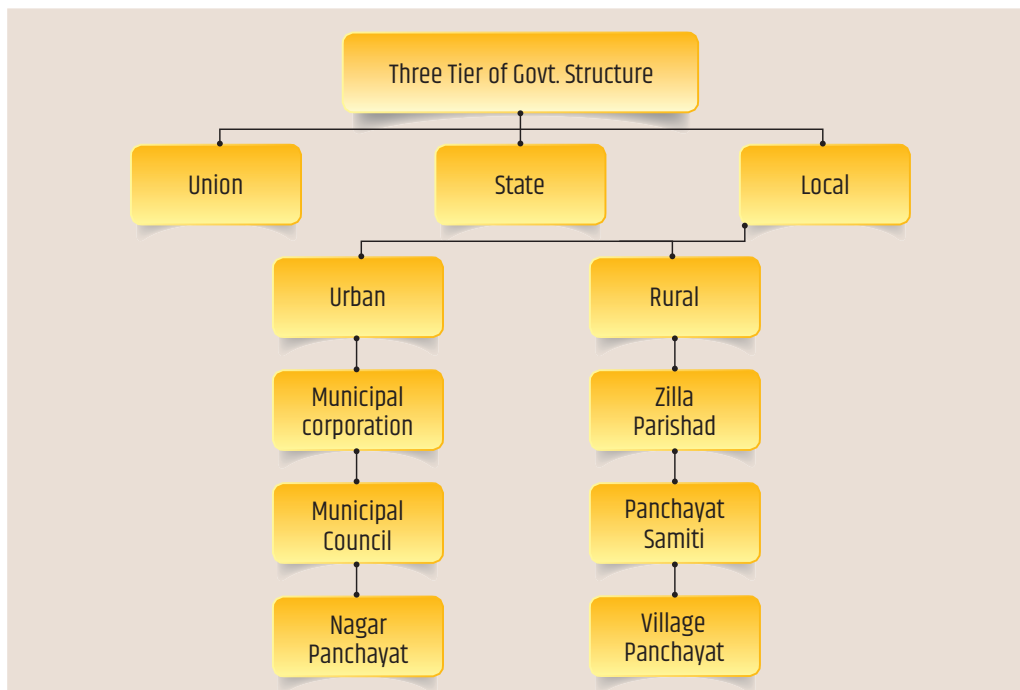 Three Tier of Govt. Structure
Union
State
Local
Urban
Rural
Municipal
corporation
Zilla
Parishad
Municipal
Council
Panchayat
Samiti
Nagar
Panchayat
Village
Panchayat